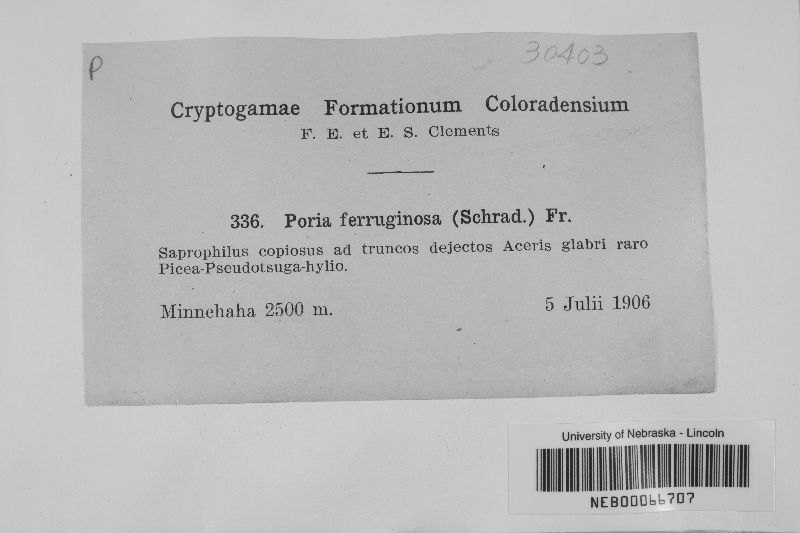 P
30403
Cryptogamae Formationum Coloradensium
F. E. et E. S. Clements
336. Poria ferruginosa (Schrad.) Fr.
Saprophilus copiosus ad truncos dejectos Aceris glabri raro
Picea-Pseudotsuga-hylio.
Minnehaha 2500 m. 5 Julii 1906
University of Nebraska - Lincoln
NEB00066707